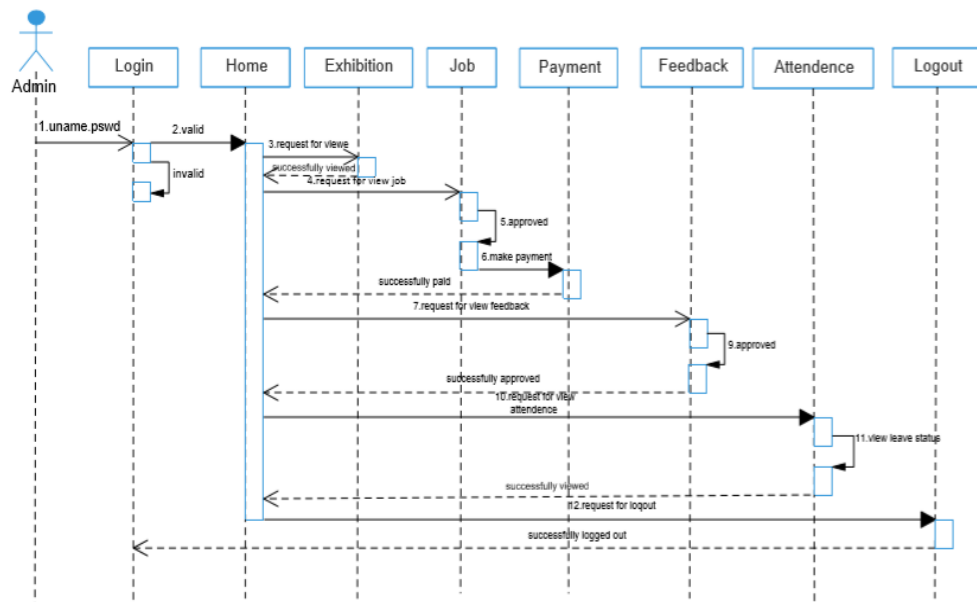 Login Home Exhibition Job Payment Feedback Attendence Logout
Admin
1.uname.pswd
2.valid
3.request for viewe
invalid
successfully viewed
4.request for view job
5.approved
6.make payment
successfully paid
7.request for view feedback
9.approved
successfully approved
10.request for view
attendence
11.view leave status
successfully viewed
12.request for logout
successfully logged out